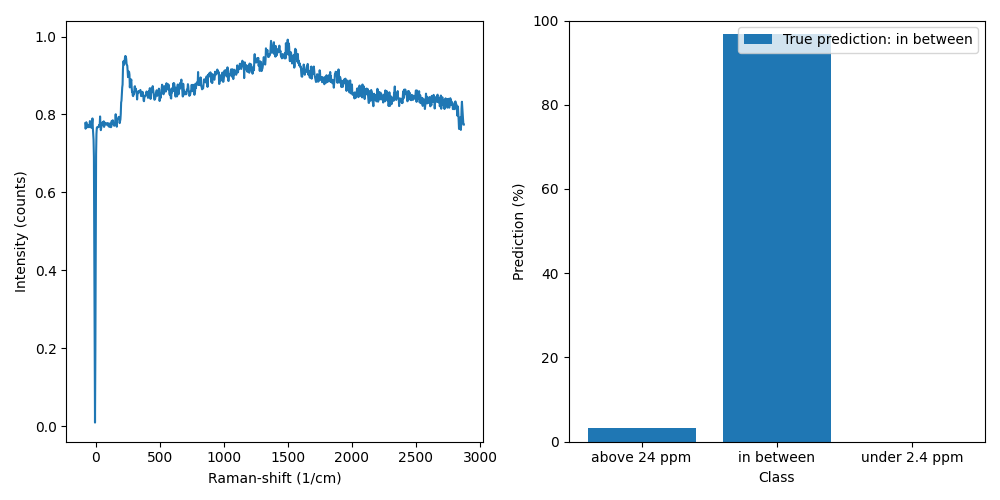 1.0
0.8
0.6
0.4
0.2
0.0
Intensity (counts)
0 500 1000 1500 2000 2500 3000
Raman-shift (1/cm)
100
80
60
40
20
0
Prediction (%)
True prediction: in between
above 24 ppm in between under 2.4 ppm
Class